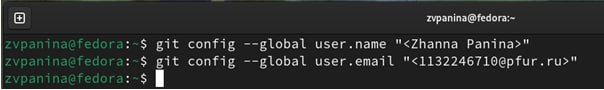 zvpanina@fedora:~
zvpanina@fedora:~$ git config --global user.name "<Zhanna Panina>"
zvpanina@fedora:~$ git config --global user.email "<1132246710@pfur.ru>"
zvpanina@fedora:~$